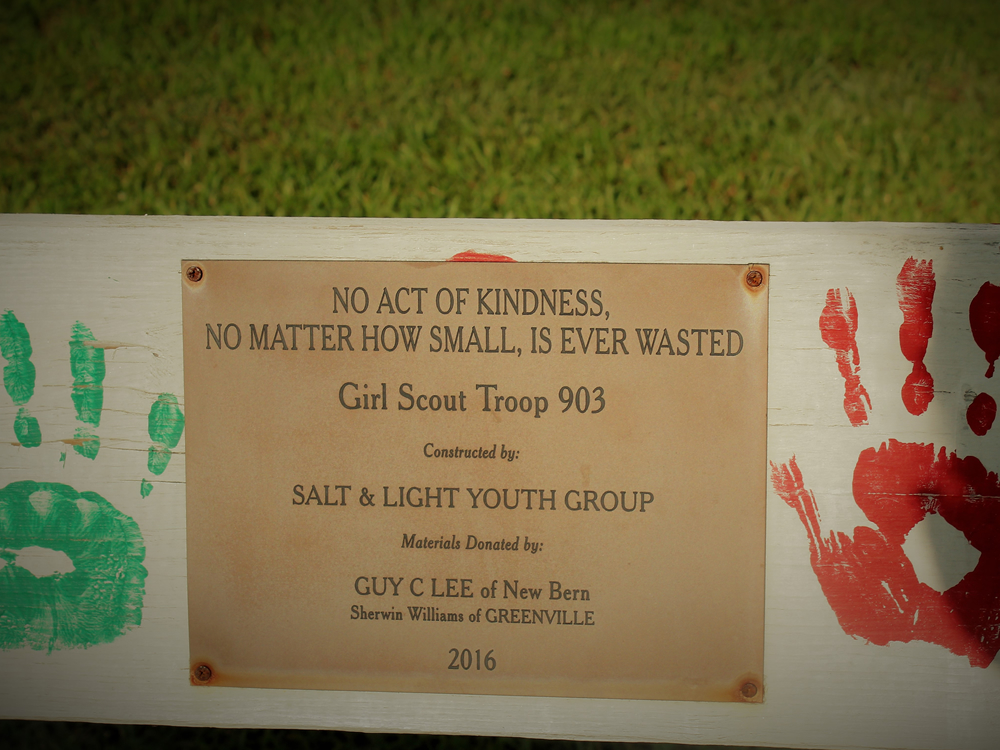 NO ACT OF KINDNESS,
NO MATTER HOW SMALL, IS EVER WASTED
Girl Scout Troop 903
Constructed by:
SALT & LIGHT YOUTH GROUP
Materials Donated by:
GUY C LEE of New Bern
Sherwin Williams of GREENVILLE
2016